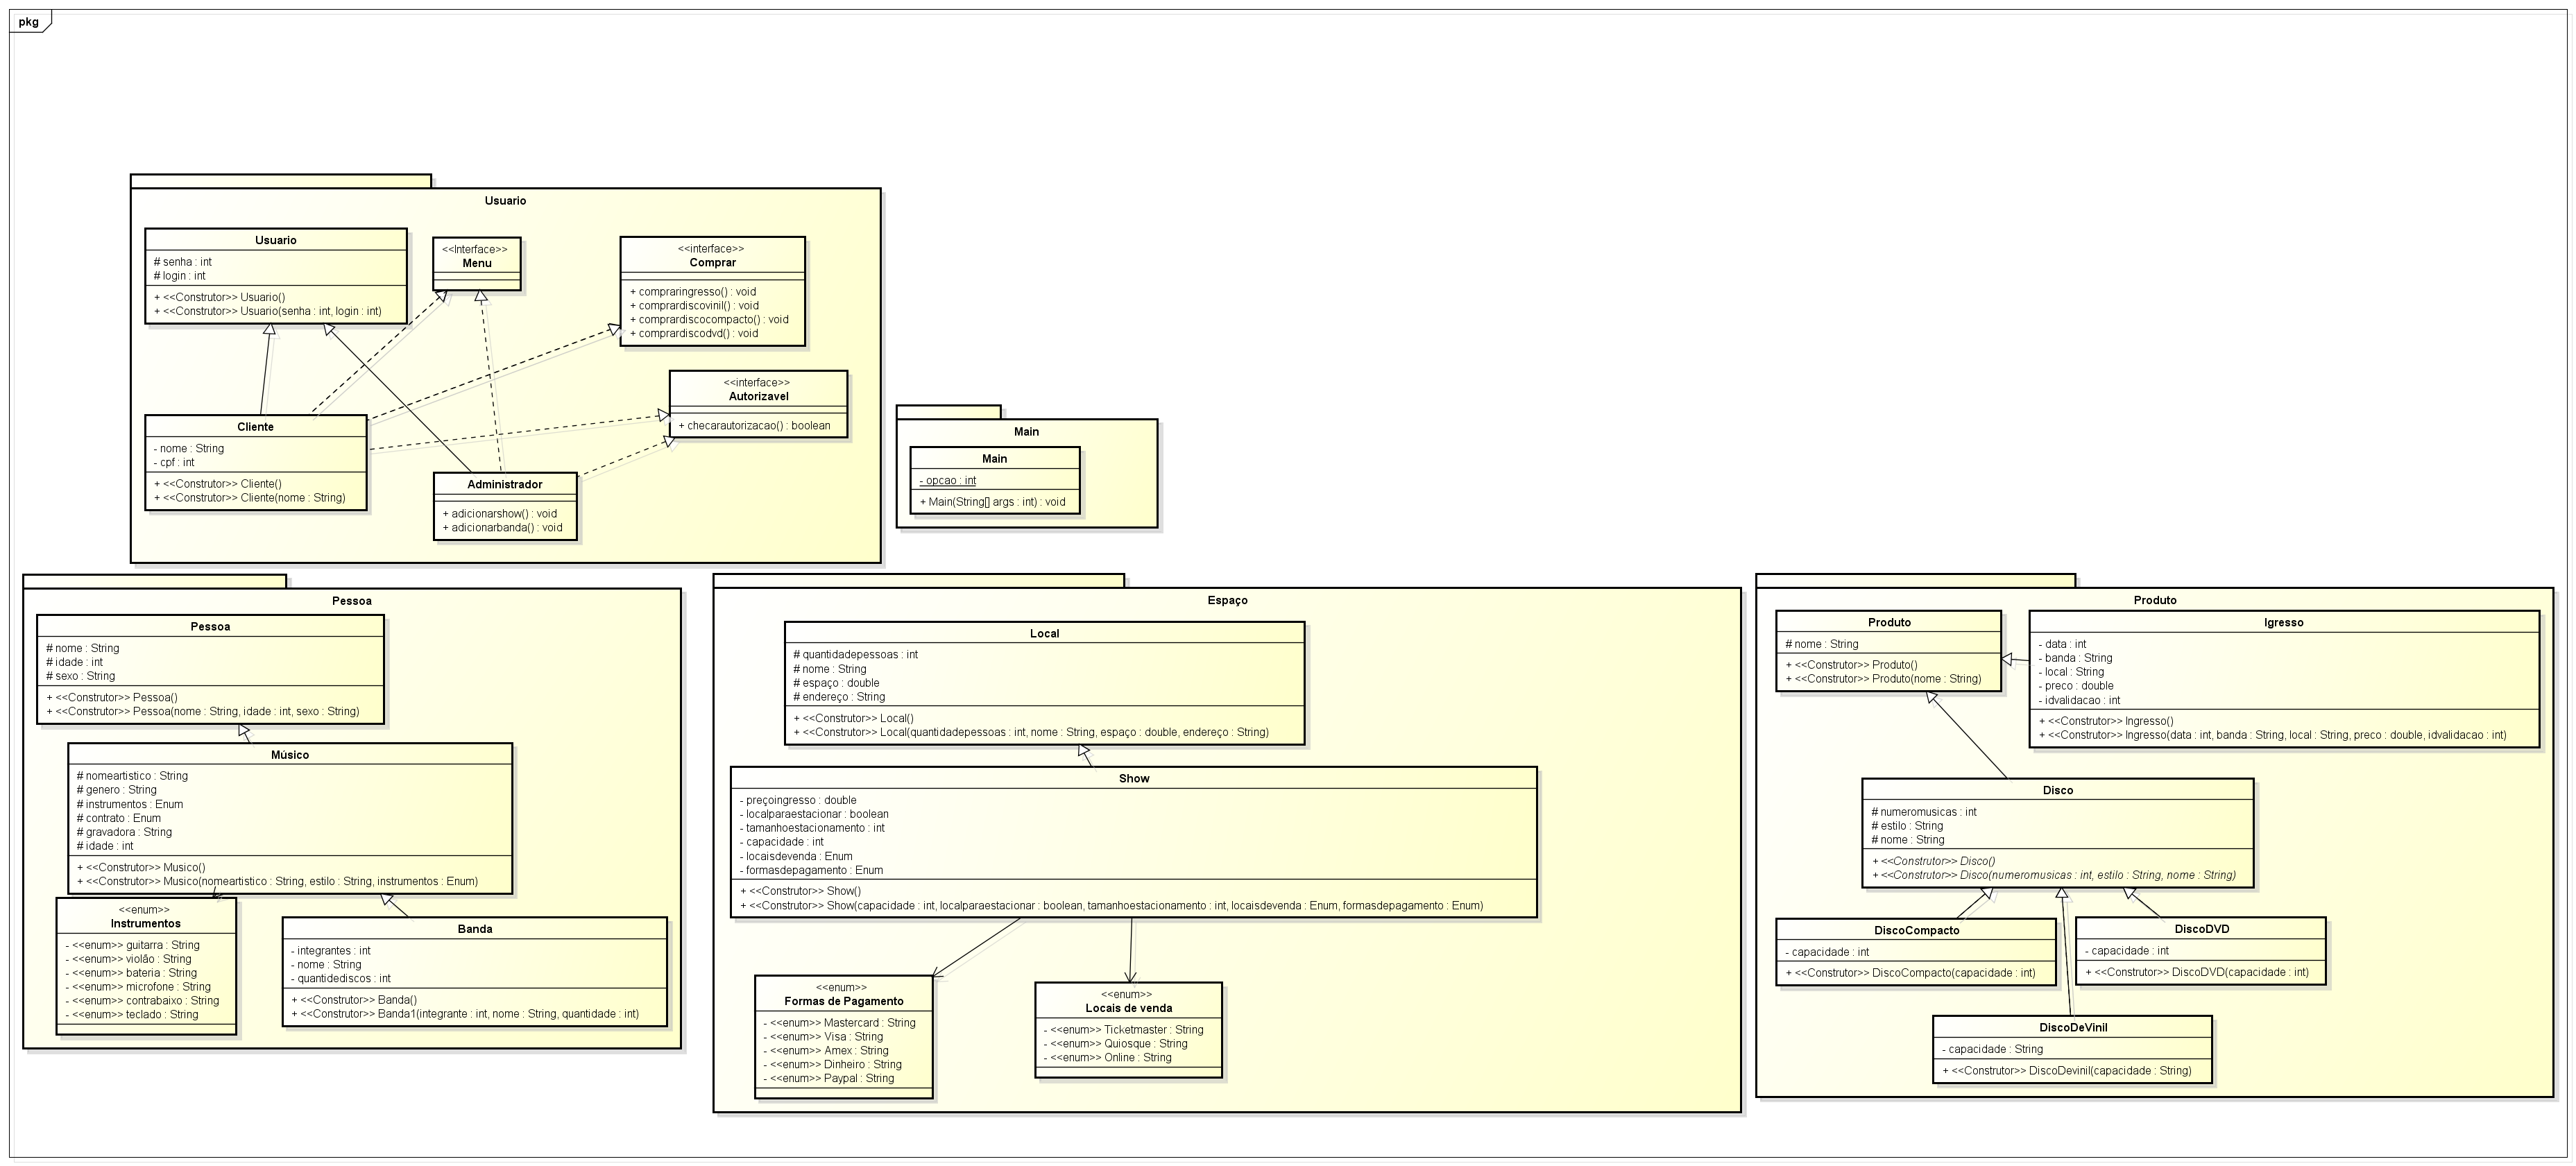 pkg
Usuario
Usuario
# senha : int
# login : int
+ <<Construtor>> Usuario()
+ <<Construtor>> Usuario(senha : int, login : int)
<<Interface>>
Menu
<<interface>>
Comprar
+ compraringresso() : void
+ comprardiscovinil() : void
+ comprardiscocompacto() : void
+ comprardiscodvd() : void
<<interface>>
Autorizavel
+ checarautorizacao() : boolean
Cliente
- nome : String
- cpf : int
+ <<Construtor>> Cliente()
+ <<Construtor>> Cliente(nome : String)
Administrador
+ adicionarshow() : void
+ adicionarbanda() : void
Main
Main
- opcao : int
+ Main(String[] args : int) : void
Pessoa
Pessoa
# nome : String
# idade : int
# sexo : String
+ <<Construtor>> Pessoa()
+ <<Construtor>> Pessoa(nome : String, idade : int, sexo : String)
Músico
# nomeartistico : String
# genero : String
# instrumentos : Enum
# contrato : Enum
# gravadora : String
# idade : int
+ <<Construtor>> Musico()
+ <<Construtor>> Musico(nomeartistico : String, estilo : String, instrumentos : Enum)
<<enum>>
Instrumentos
- <<enum>> guitarra : String
- <<enum>> violão : String
- <<enum>> bateria : String
- <<enum>> microfone : String
- <<enum>> contrabaixo : String
- <<enum>> teclado : String
Banda
- integrantes : int
- nome : String
- quantidediscos : int
+ <<Construtor>> Banda()
+ <<Construtor>> Banda1(integrante : int, nome : String, quantidade : int)
Espaço
Local
# quantidadepessoas : int
# nome : String
# espaço : double
# endereço : String
+ <<Construtor>> Local()
+ <<Construtor>> Local(quantidadepessoas : int, nome : String, espaço : double, endereço : String)
Show
- preçoingresso : double
- localparaestacionar : boolean
- tamanhoestacionamento : int
- capacidade : int
- locaisdevenda : Enum
- formasdepagamento : Enum
+ <<Construtor>> Show()
+ <<Construtor>> Show(capacidade : int, localparaestacionar : boolean, tamanhoestacionamento : int, locaisdevenda : Enum, formasdepagamento : Enum)
<<enum>>
Formas de Pagamento
- <<enum>> Mastercard : String
- <<enum>> Visa : String
- <<enum>> Amex : String
- <<enum>> Dinheiro : String
- <<enum>> Paypal : String
<<enum>>
Locais de venda
- <<enum>> Ticketmaster : String
- <<enum>> Quiosque : String
- <<enum>> Online : String
Produto
Produto
# nome : String
+ <<Construtor>> Produto()
+ <<Construtor>> Produto(nome : String)
Igresso
- data : int
- banda : String
- local : String
- preco : double
- idvalidacao : int
+ <<Construtor>> Ingresso()
+ <<Construtor>> Ingresso(data : int, banda : String, local : String, preco : double, idvalidacao : int)
Disco
# numeromusicas : int
# estilo : String
# nome : String
+ <<Construtor>> Disco()
+ <<Construtor>> Disco(numeromusicas : int, estilo : String, nome : String)
DiscoCompacto
- capacidade : int
+ <<Construtor>> DiscoCompacto(capacidade : int)
DiscoDVD
- capacidade : int
+ <<Construtor>> DiscoDVD(capacidade : int)
DiscoDeVinil
- capacidade : String
+ <<Construtor>> DiscoDevinil(capacidade : String)